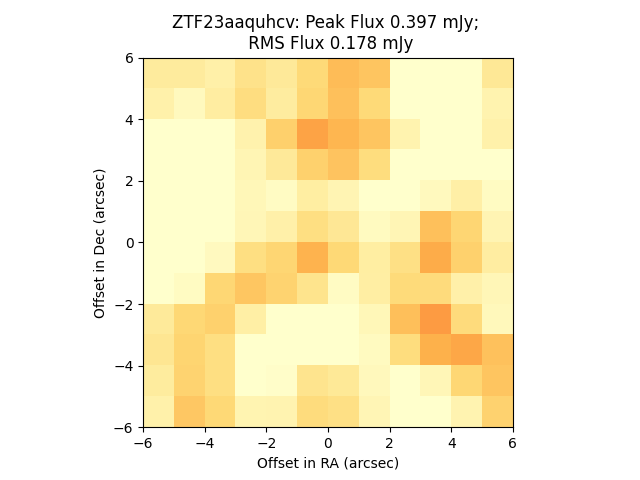 ZTF23aaquhcv: Peak Flux 0.397 mJy;
RMS Flux 0.178 mJy
6
4
2
0
−2
−4
−6
Offset in Dec (arcsec)
−6 −4 −2 0 2 4 6
Offset in RA (arcsec)